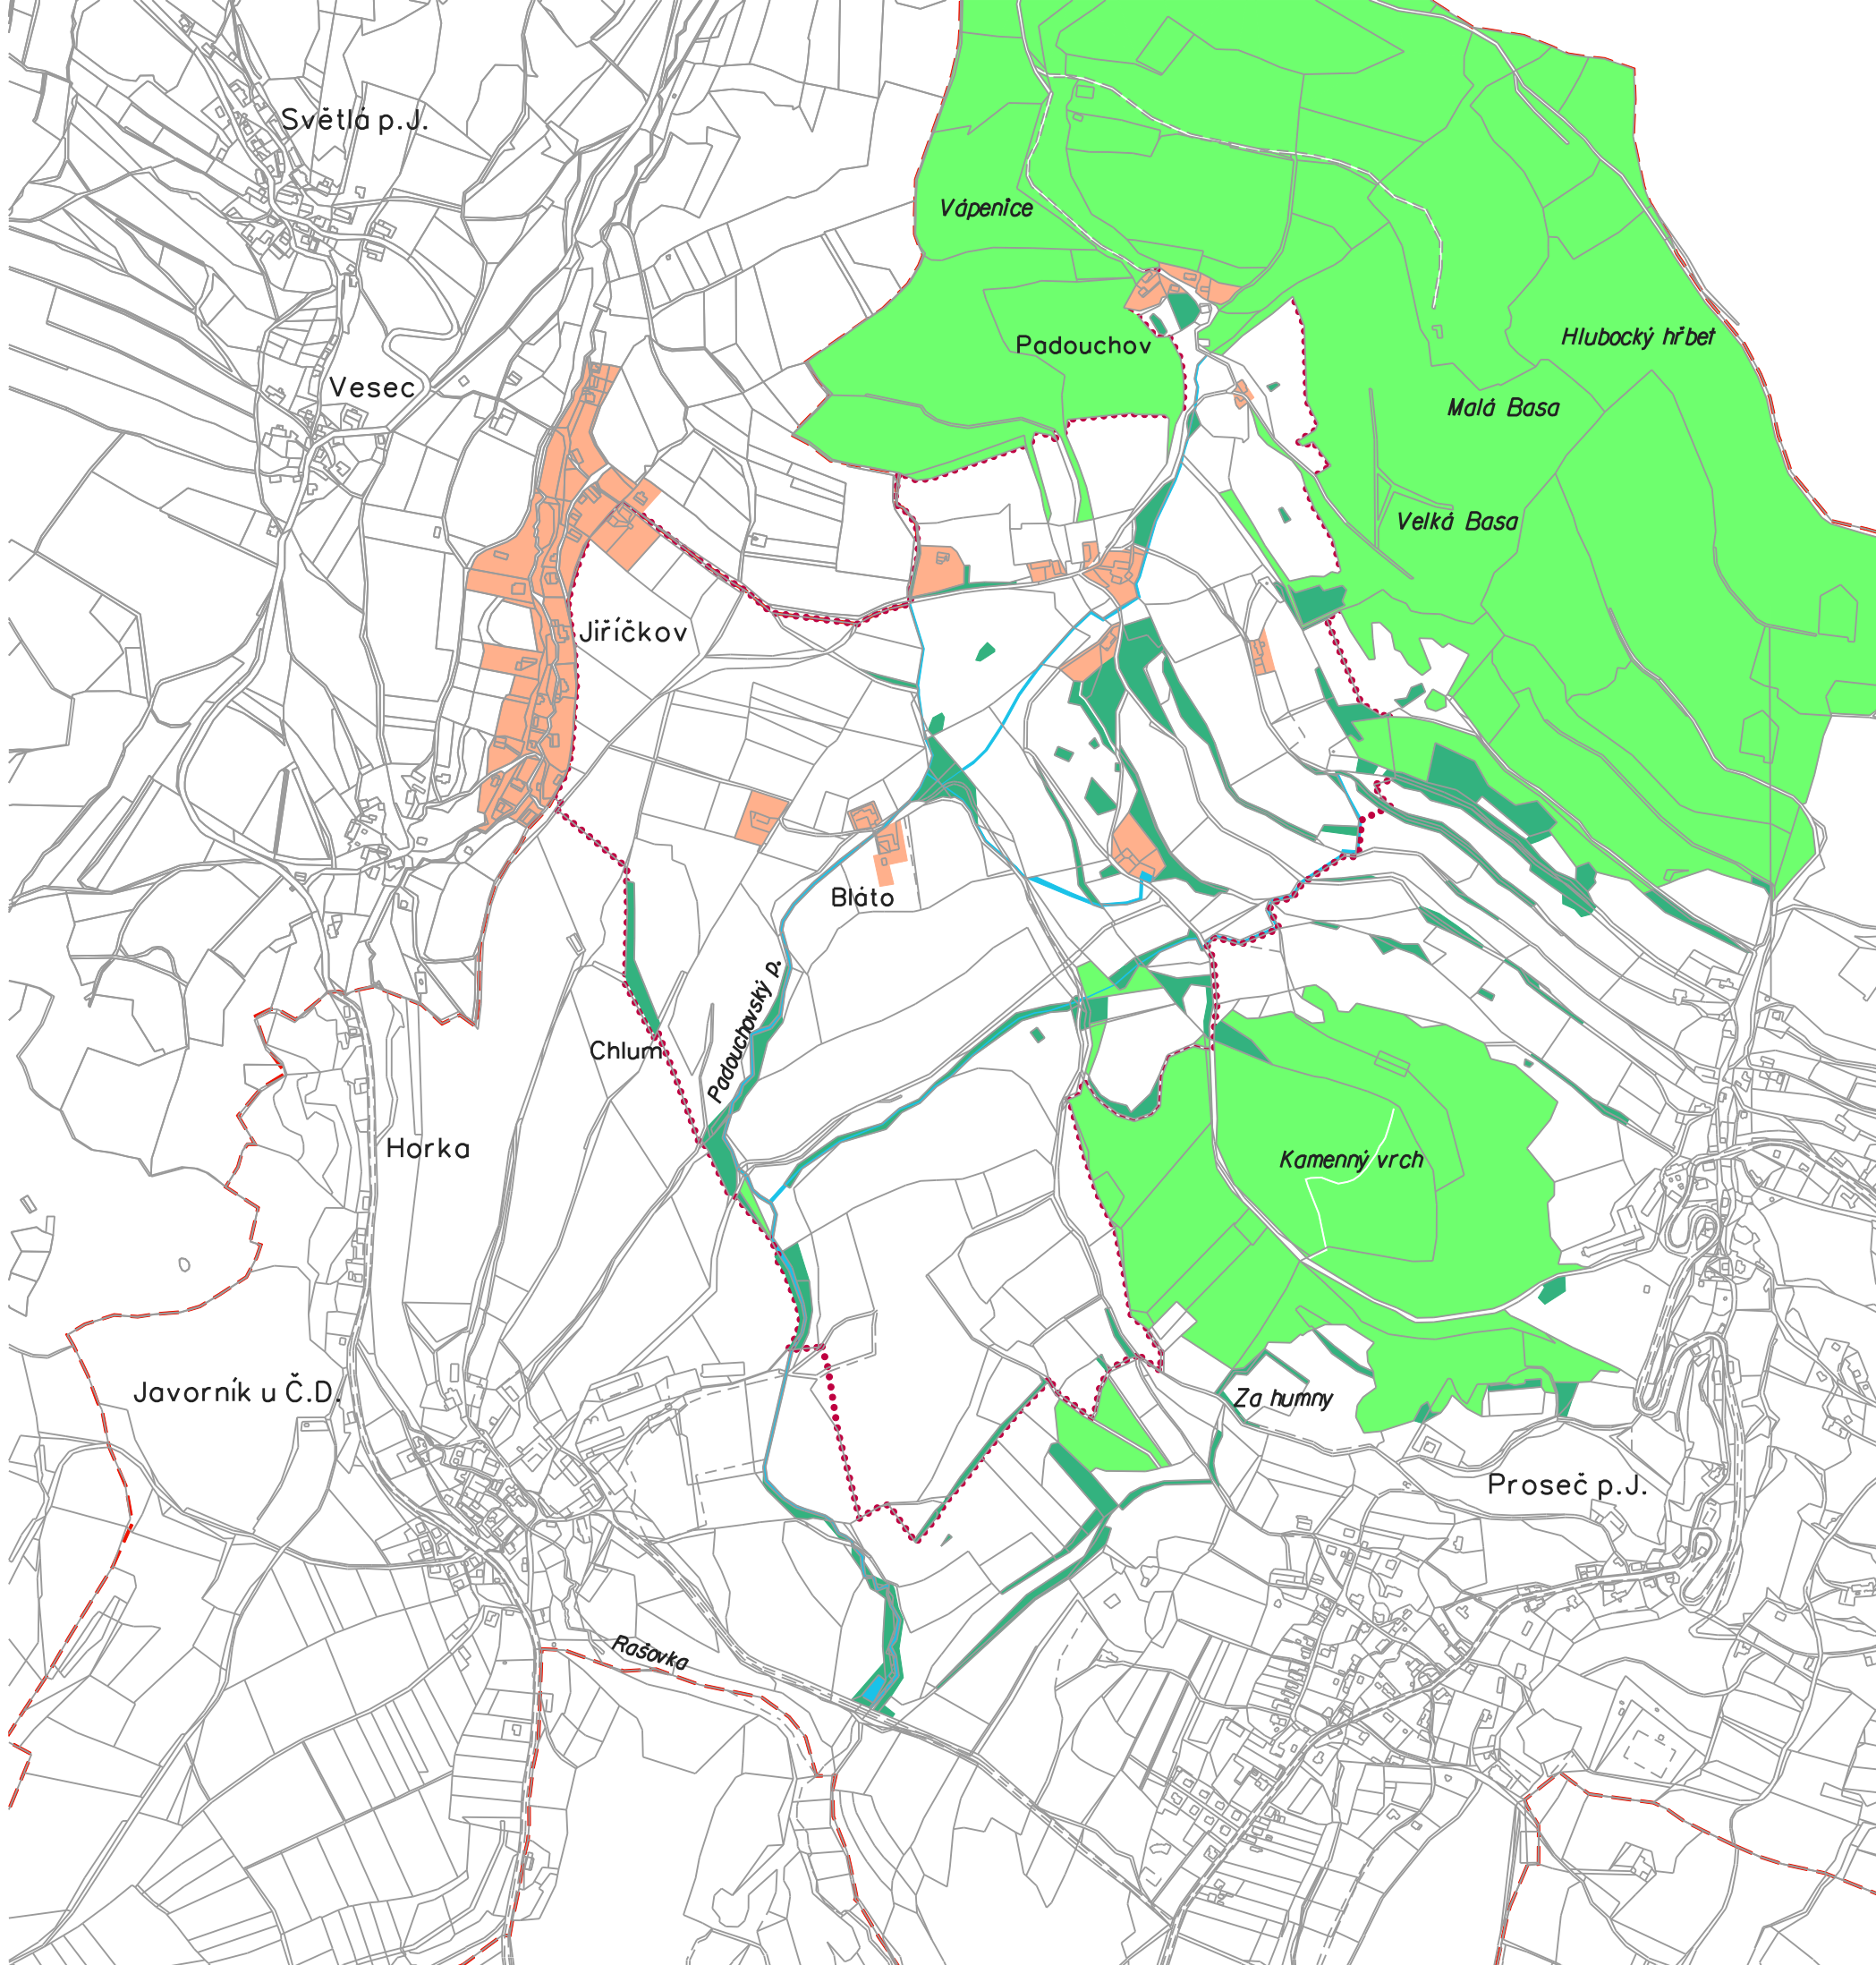 Světlá p.J.
Vápenice
Padouchov
Hlubocký hřbet
Vesec
Malá Basa
Velká Basa
Jiříčkov
Bláto
Padouchovský p.
Chlum
Horka
Kamenný vrch
Javorník u Č.D.
Za humny
Proseč p.J.
Rašovka